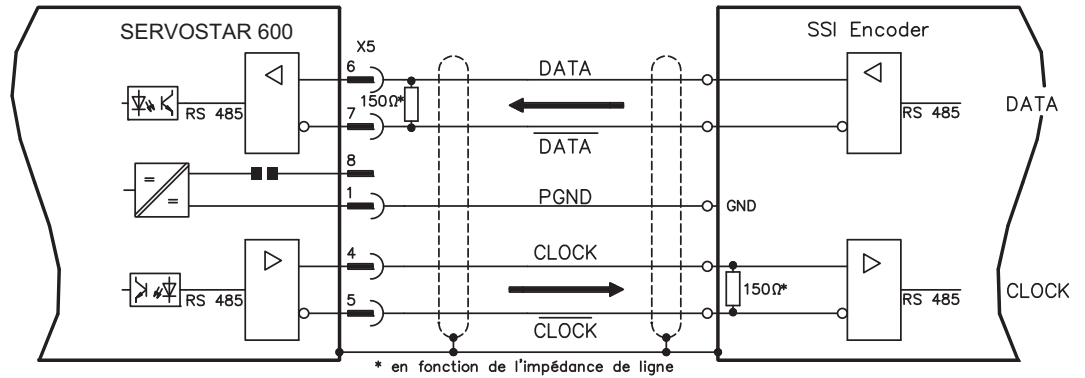 SERVOSTAR 600
X5
SSI Encoder
6
DATA
150Ω*
RS 485
7
DATA
RS 485
DATA
8
=
=
1
PGND
GND
4
CLOCK
RS 485
150Ω*
RS 485
CLOCK
5
CLOCK
* en fonction de l'impédance de ligne